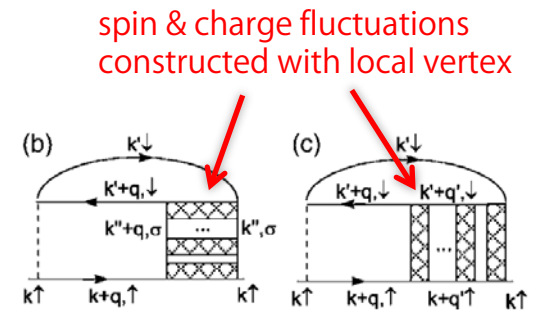 spin & charge fluctuations
constructed with local vertex
(b)
k'↓
k'+q,↓
k''+q,σ
...
k'',σ
k↑
k+q,↑
k↑
(c)
k'↓
k'+q,↓
k'+q',↓
...
k↑
k+q,↑
k+q'↑
k↑